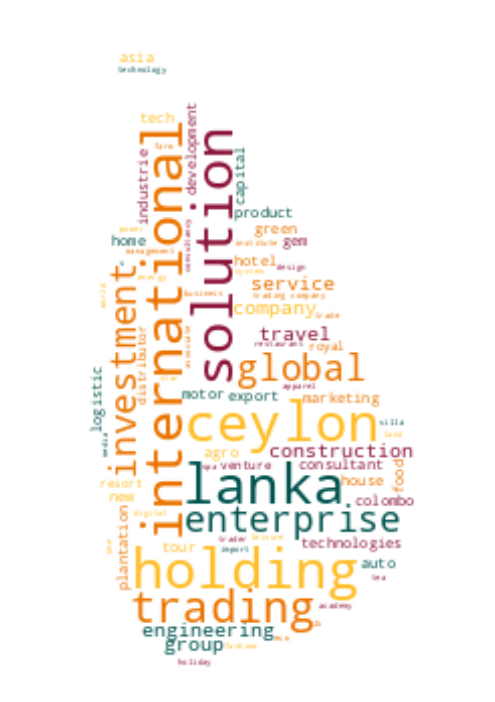 asia
technology
tech
farm
development
industrie
international
solution
capital
product
power
home
management
consultancy
green
institute
gem
hotel
design
system
energy
investment
world
business
service
trading company
company
trade
distributor
associate
travel
restaurant
royal
global
star
apparel
logistic
motor
export
marketing
ceylon
villa
land
media
construction
agro
spa
venture
consultant
food
lanka
resort
new
house
colombo
enterprise
digital
plantation
trader
leisure
technologies
tour
import
holding
auto
tea
trading
academy
engineering
group
fashion
holiday